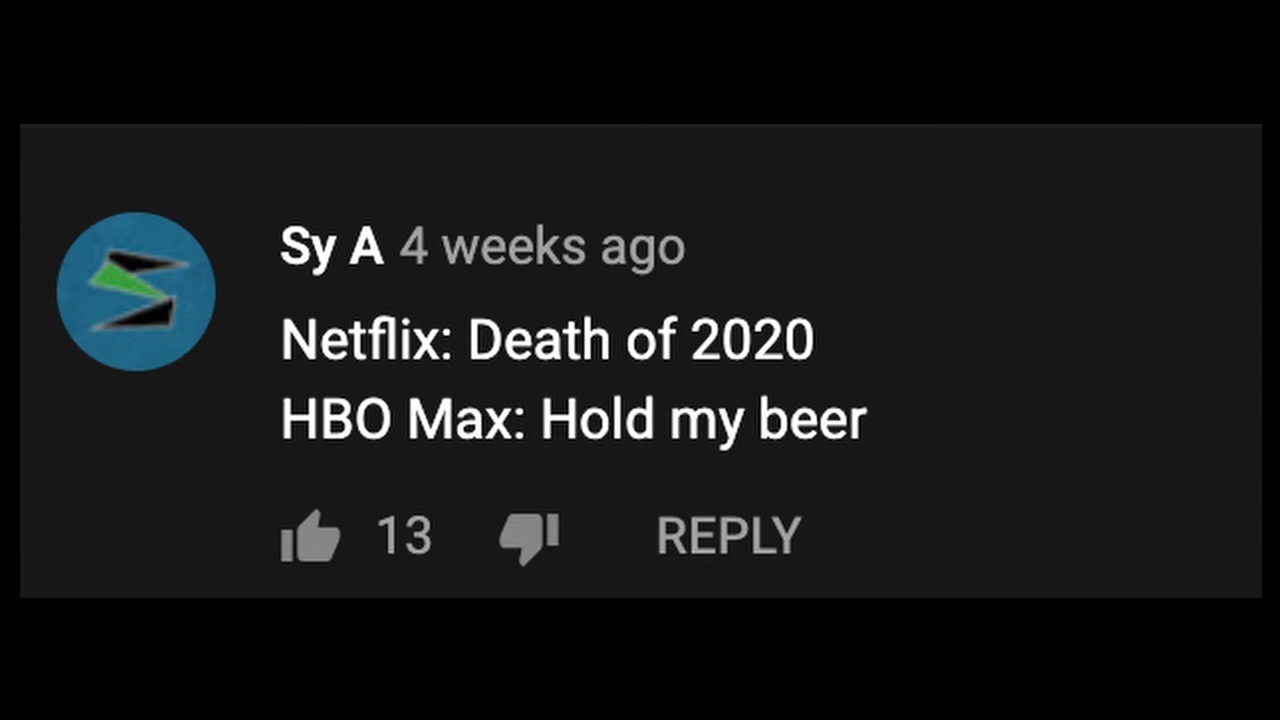 Sy A 4 weeks ago
Netflix: Death of 2020
HBO Max: Hold my beer
13 REPLY